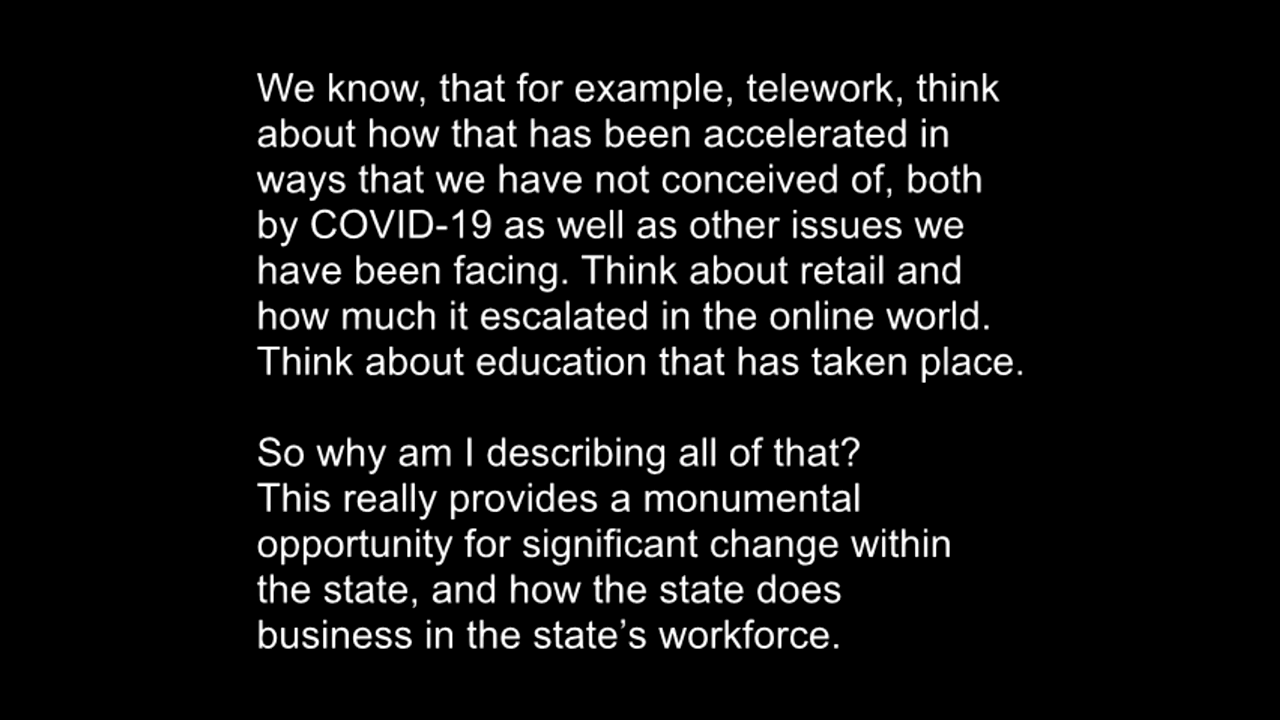 We know, that for example, telework, think
about how that has been accelerated in
ways that we have not conceived of, both
by COVID-19 as well as other issues we
have been facing. Think about retail and
how much it escalated in the online world.
Think about education that has taken place.
So why am I describing all of that?
This really provides a monumental
opportunity for significant change within
the state, and how the state does
business in the state’s workforce.